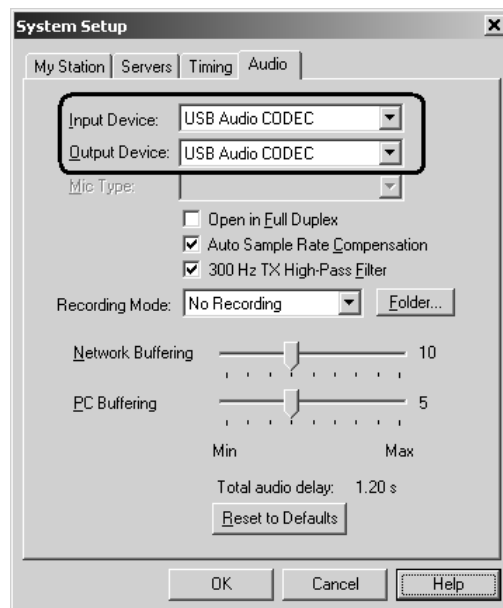 System Setup
My Station Servers Timing Audio
Input Device: USB Audio CODEC
Output Device: USB Audio CODEC
Mic Type:
Open in Full Duplex
Auto Sample Rate Compensation
300 Hz TX High-Pass Filter
Recording Mode: No Recording Folder...
Network Buffering 10
PC Buffering 5
Min Max
Total audio delay: 1.20 s
Reset to Defaults
OK Cancel Help